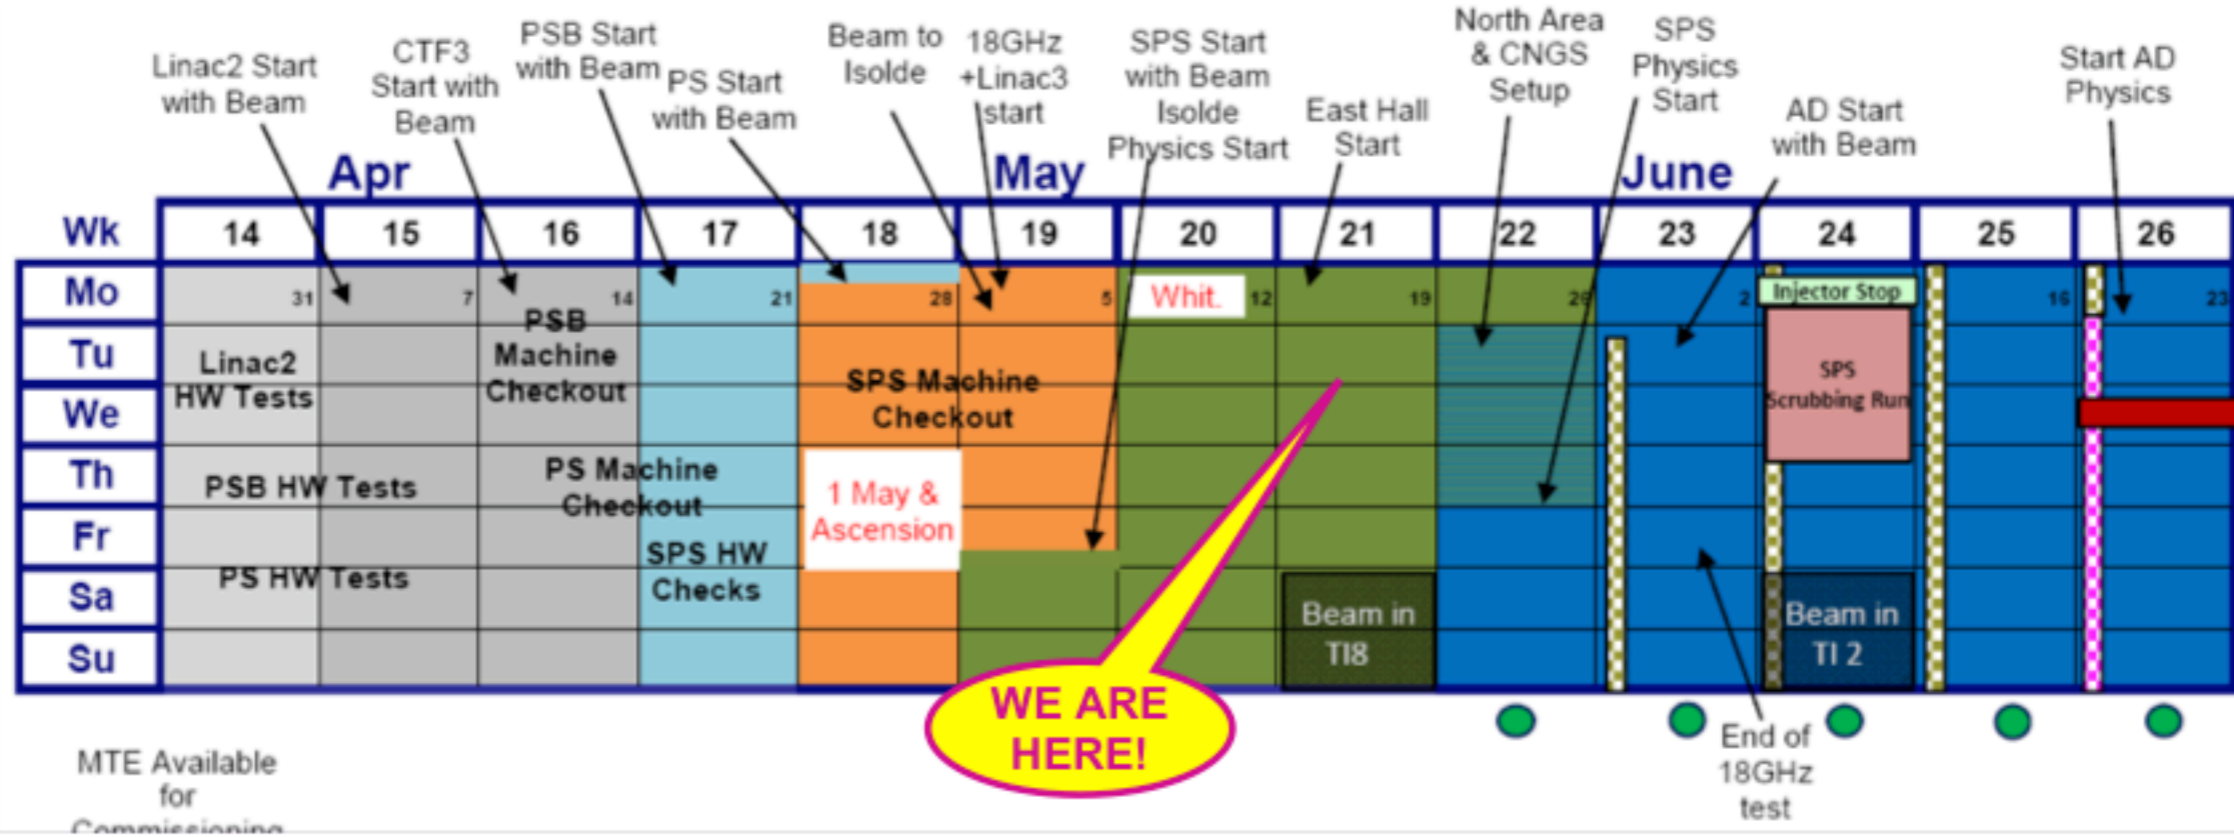 Linac2 Start
with Beam
CTF3
Start with
Beam
PSB Start
with Beam
PS Start
with Beam
Beam to
Isolde
18GHz
+Linac3
start
SPS Start
with Beam
Isolde
Physics Start
East Hall
Start
North Area
& CNGS
Setup
SPS
Physics
Start
AD Start
with Beam
Start AD
Physics
Apr
May
June
Wk 14 15 16 17 18 19 20 21 22 23 24 25 26
Mo 31 7 14 21 28 5 12 19 26 2 16 23
Whit.
Injector Stop
Tu
We
Th
Fr
Sa
Su
Linac2
HW Tests
PSB HW Tests
PS HW Tests
PSB
Machine
Checkout
PS Machine
Checkout
SPS HW
Checks
SPS Machine
Checkout
1 May &
Ascension
SPS
Scrubbing Run
Beam in
TI8
Beam in
TI 2
WE ARE
HERE!
End of
18GHz
test
MTE Available
for
Commissioning